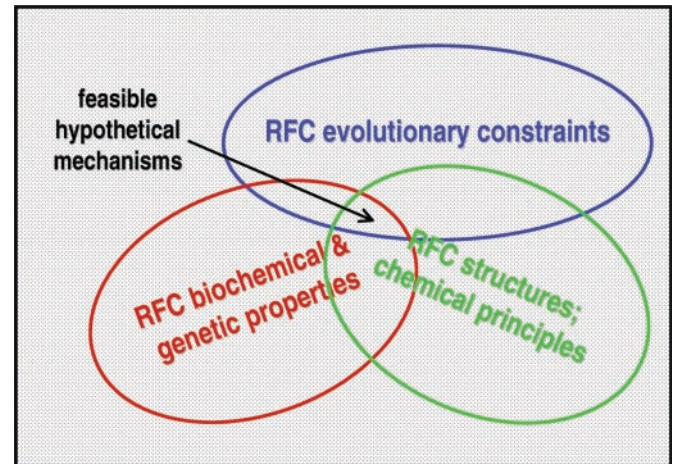 feasible
hypothetical
mechanisms
RFC evolutionary constraints
RFC biochemical &
genetic properties
RFC structures;
chemical principles